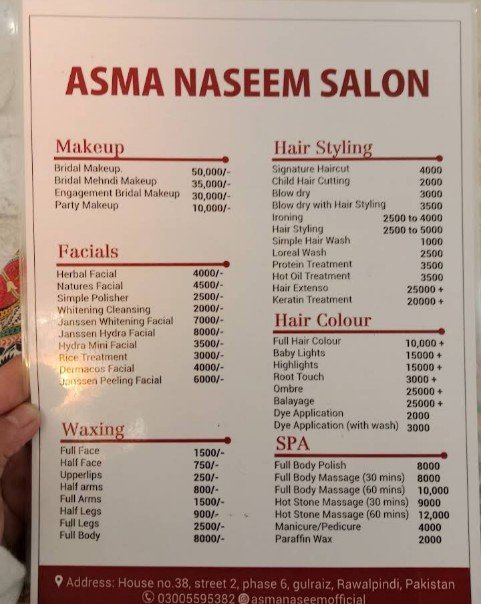 ASMA NASEEM SALON
Makeup
Bridal Makeup. 50,000/-
Bridal Mehndi Makeup 35,000/-
Engagement Bridal Makeup 30,000/-
Party Makeup 10,000/-
Facials
Herbal Facial 4000/-
Natures Facial 4500/-
Simple Polisher 2500/-
Whitening Cleansing 2000/-
Janssen Whitening Facial 7000/-
Janssen Hydra Facial 8000/-
Hydra Mini Facial 3500/-
Rice Treatment 3000/-
Dermacos Facial 4000/-
Janssen Peeling Facial 6000/-
Waxing
Full Face 1500/-
Half Face 750/-
Upperlips 250/-
Half arms 800/-
Full Arms 1500/-
Half Legs 900/-
Full Legs 2500/-
Full Body 8000/-
Hair Styling
Signature Haircut 4000
Child Hair Cutting 2000
Blow dry 3000
Blow dry with Hair Styling 3500
Ironing 2500 to 4000
Hair Styling 2500 to 5000
Simple Hair Wash 1000
Loreal Wash 2500
Protein Treatment 3500
Hot Oil Treatment 3500
Hair Extenso 25000 +
Keratin Treatment 20000 +
Hair Colour
Full Hair Colour 10,000 +
Baby Lights 15000 +
Highlights 15000 +
Root Touch 3000 +
Ombre 25000 +
Balayage 25000 +
Dye Application 2000
Dye Application (with wash) 3000
SPA
Full Body Polish 8000
Full Body Massage (30 mins) 8000
Full Body Massage (60 mins) 10,000
Hot Stone Massage (30 mins) 9000
Hot Stone Massage (60 mins) 12,000
Manicure/Pedicure 4000
Paraffin Wax 2000
Address: House no.38, street 2, phase 6, gulraiz, Rawalpindi, Pakistan
03005595382 @asmanaseemofficial